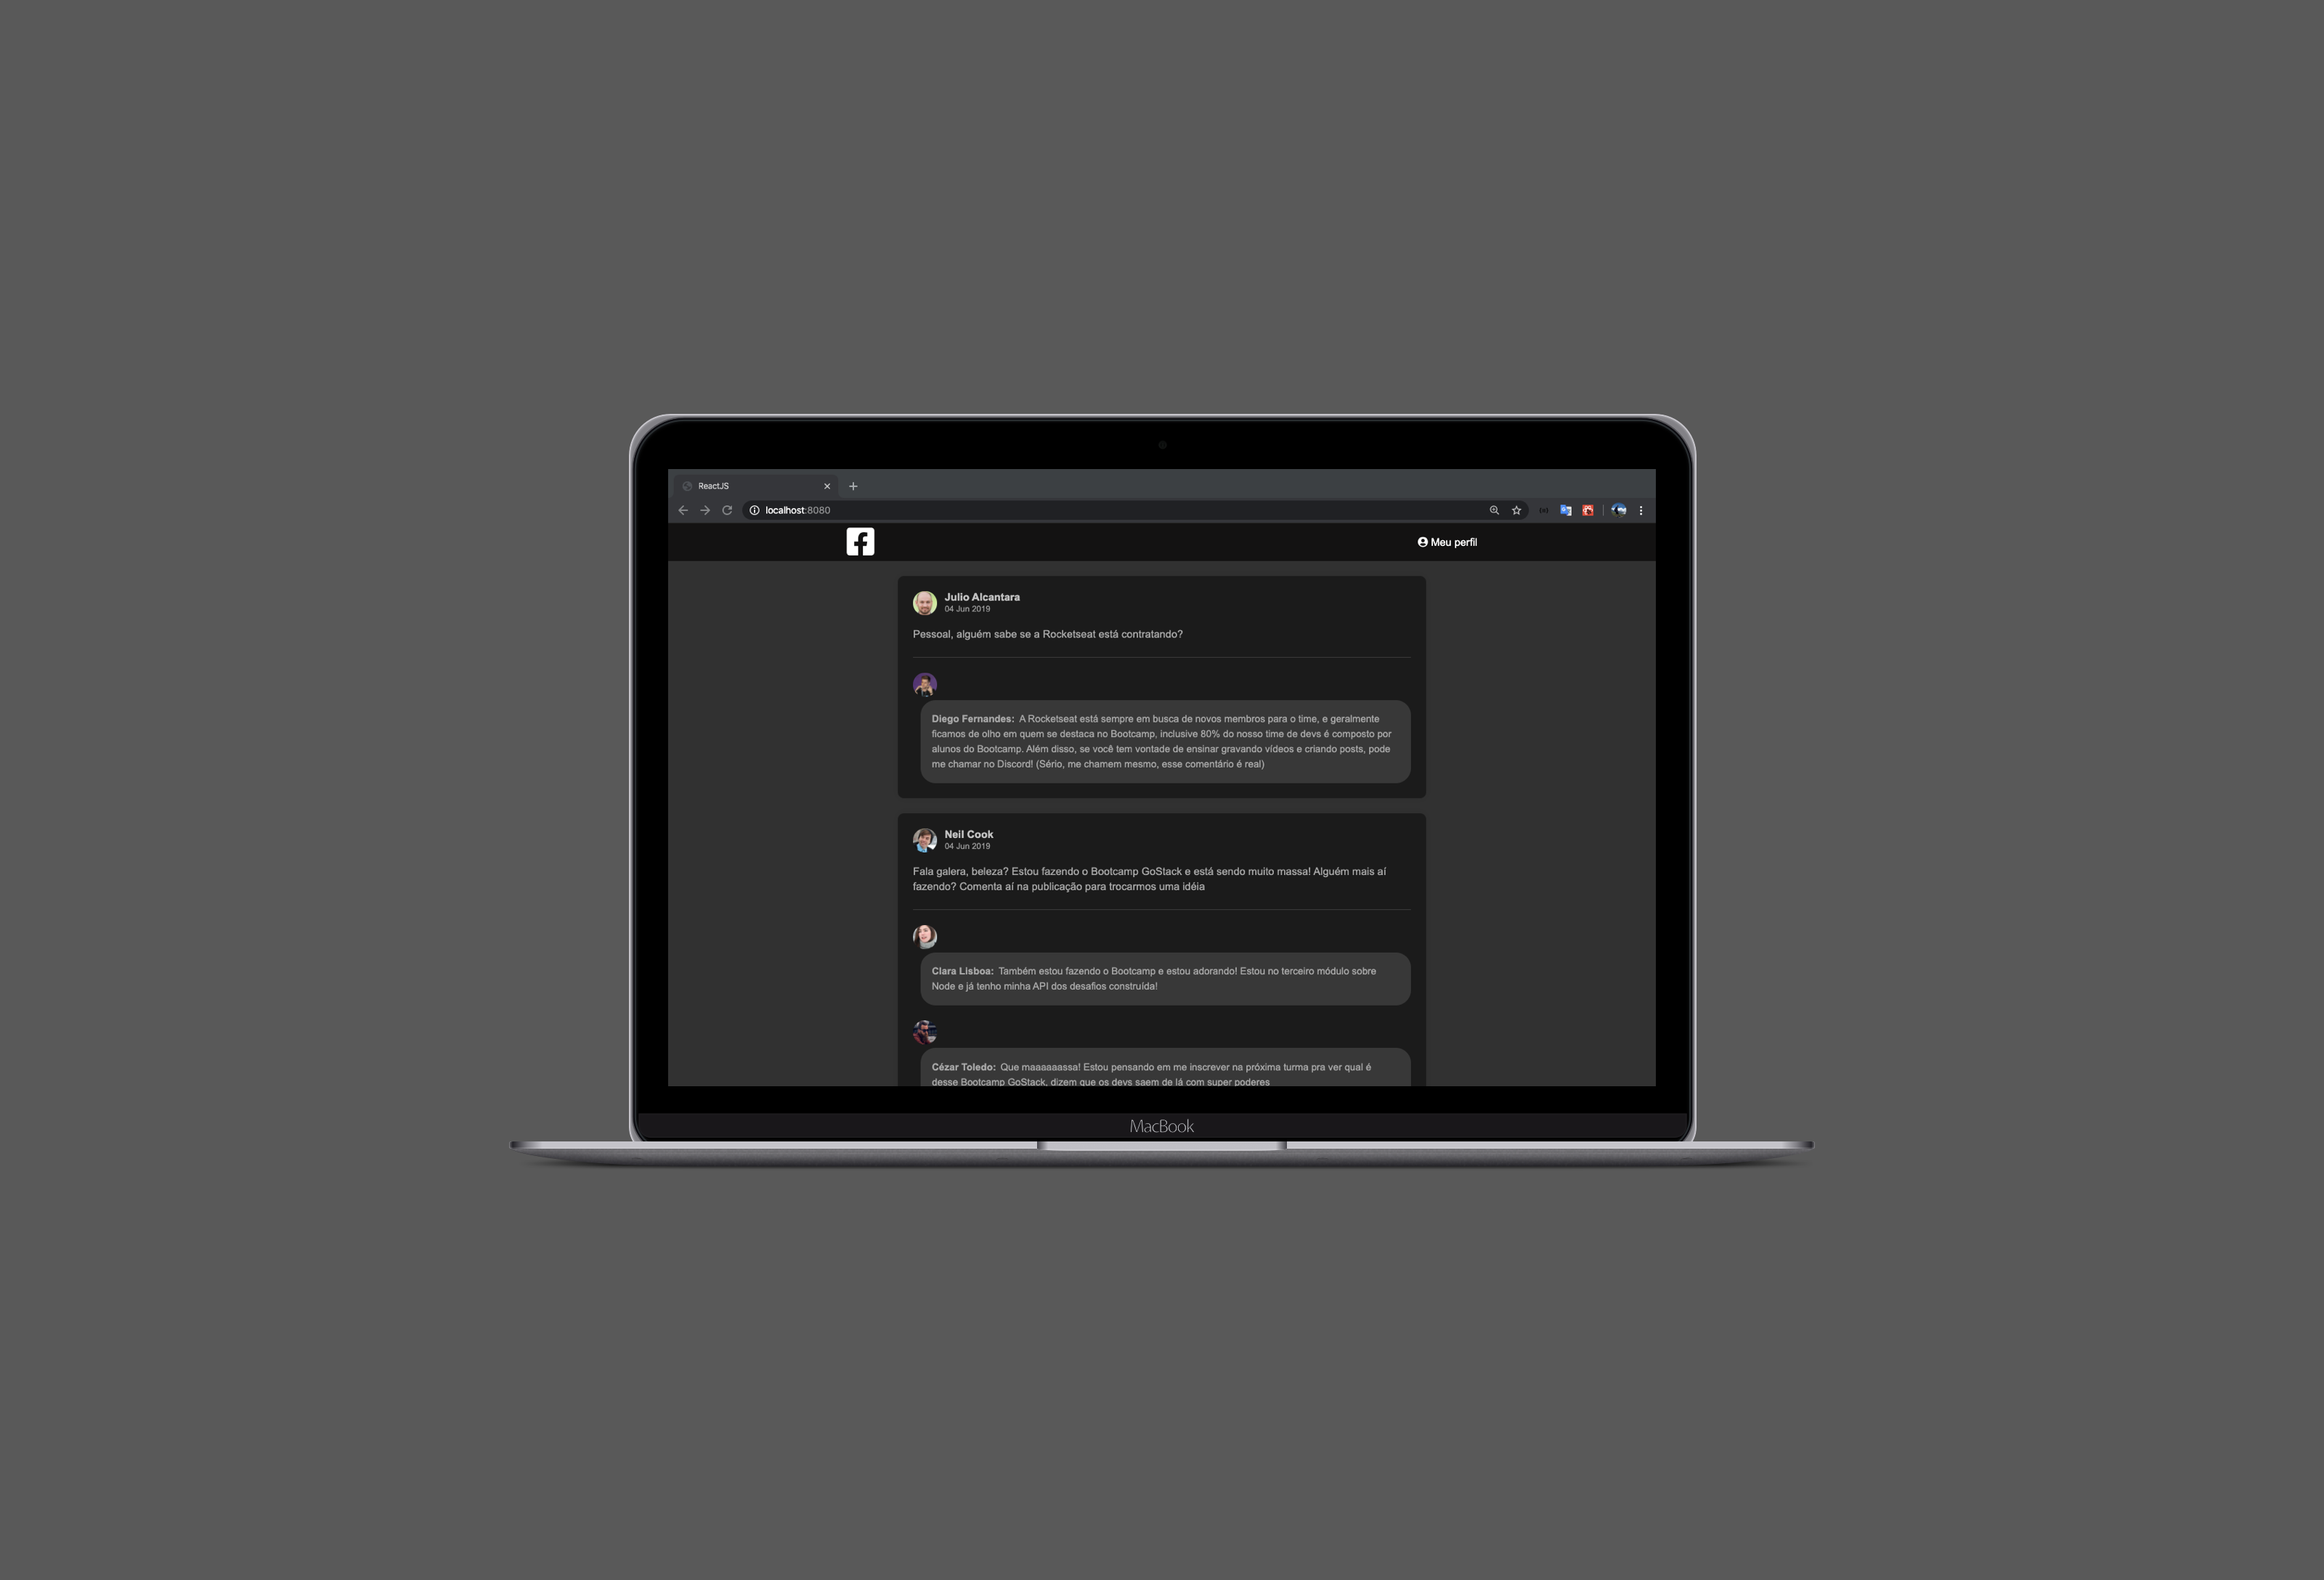 ReactJS
localhost:8080
Meu perfil
Julio Alcantara
04 Jun 2019
Pessoal, alguém sabe se a Rocketseat está contratando?
Diego Fernandes: A Rocketseat está sempre em busca de novos membros para o time, e geralmente
ficamos de olho em quem se destaca no Bootcamp, inclusive 80% do nosso time de devs é composto por
alunos do Bootcamp. Além disso, se você tem vontade de ensinar gravando vídeos e criando posts, pode
me chamar no Discord! (Sério, me chamem mesmo, esse comentário é real)
Neil Cook
04 Jun 2019
Fala galera, beleza? Estou fazendo o Bootcamp GoStack e está sendo muito massa! Alguém mais aí
fazendo? Comenta aí na publicação para trocarmos uma idéia
Clara Lisboa: Também estou fazendo o Bootcamp e estou adorando! Estou no terceiro módulo sobre
Node e já tenho minha API dos desafios construída!
Cézar Toledo: Que maaaaaassa! Estou pensando em me inscrever na próxima turma pra ver qual é
desse Bootcamp GoStack, dizem que os devs saem de lá com super poderes
MacBook